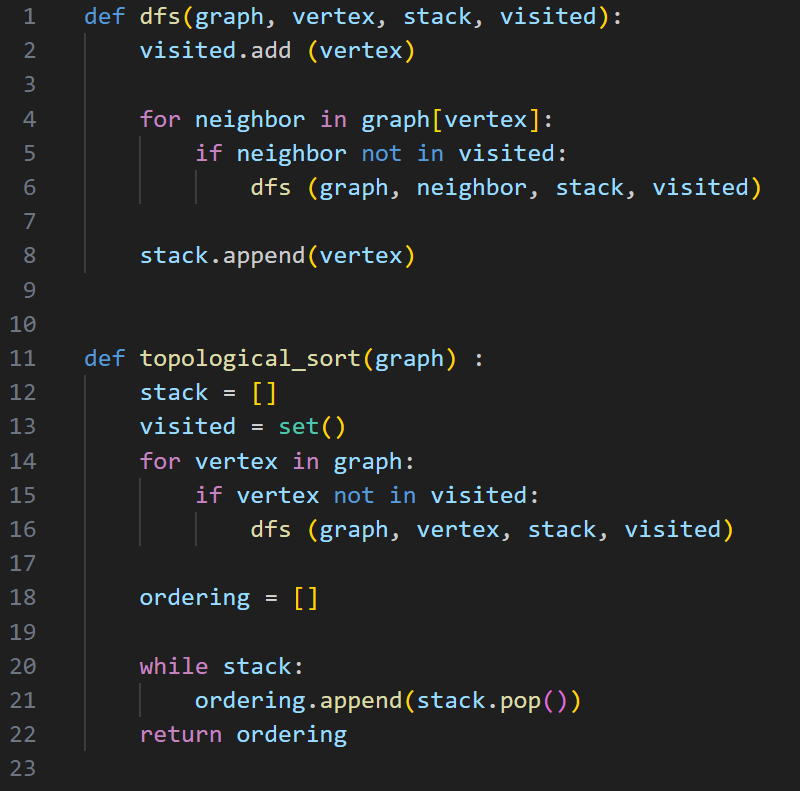 1 def dfs(graph, vertex, stack, visited):
2     visited.add (vertex)
3
4     for neighbor in graph[vertex]:
5         if neighbor not in visited:
6             dfs (graph, neighbor, stack, visited)
7
8     stack.append(vertex)
9
10
11 def topological_sort(graph) :
12     stack = []
13     visited = set()
14     for vertex in graph:
15         if vertex not in visited:
16             dfs (graph, vertex, stack, visited)
17
18     ordering = []
19
20     while stack:
21         ordering.append(stack.pop())
22     return ordering
23